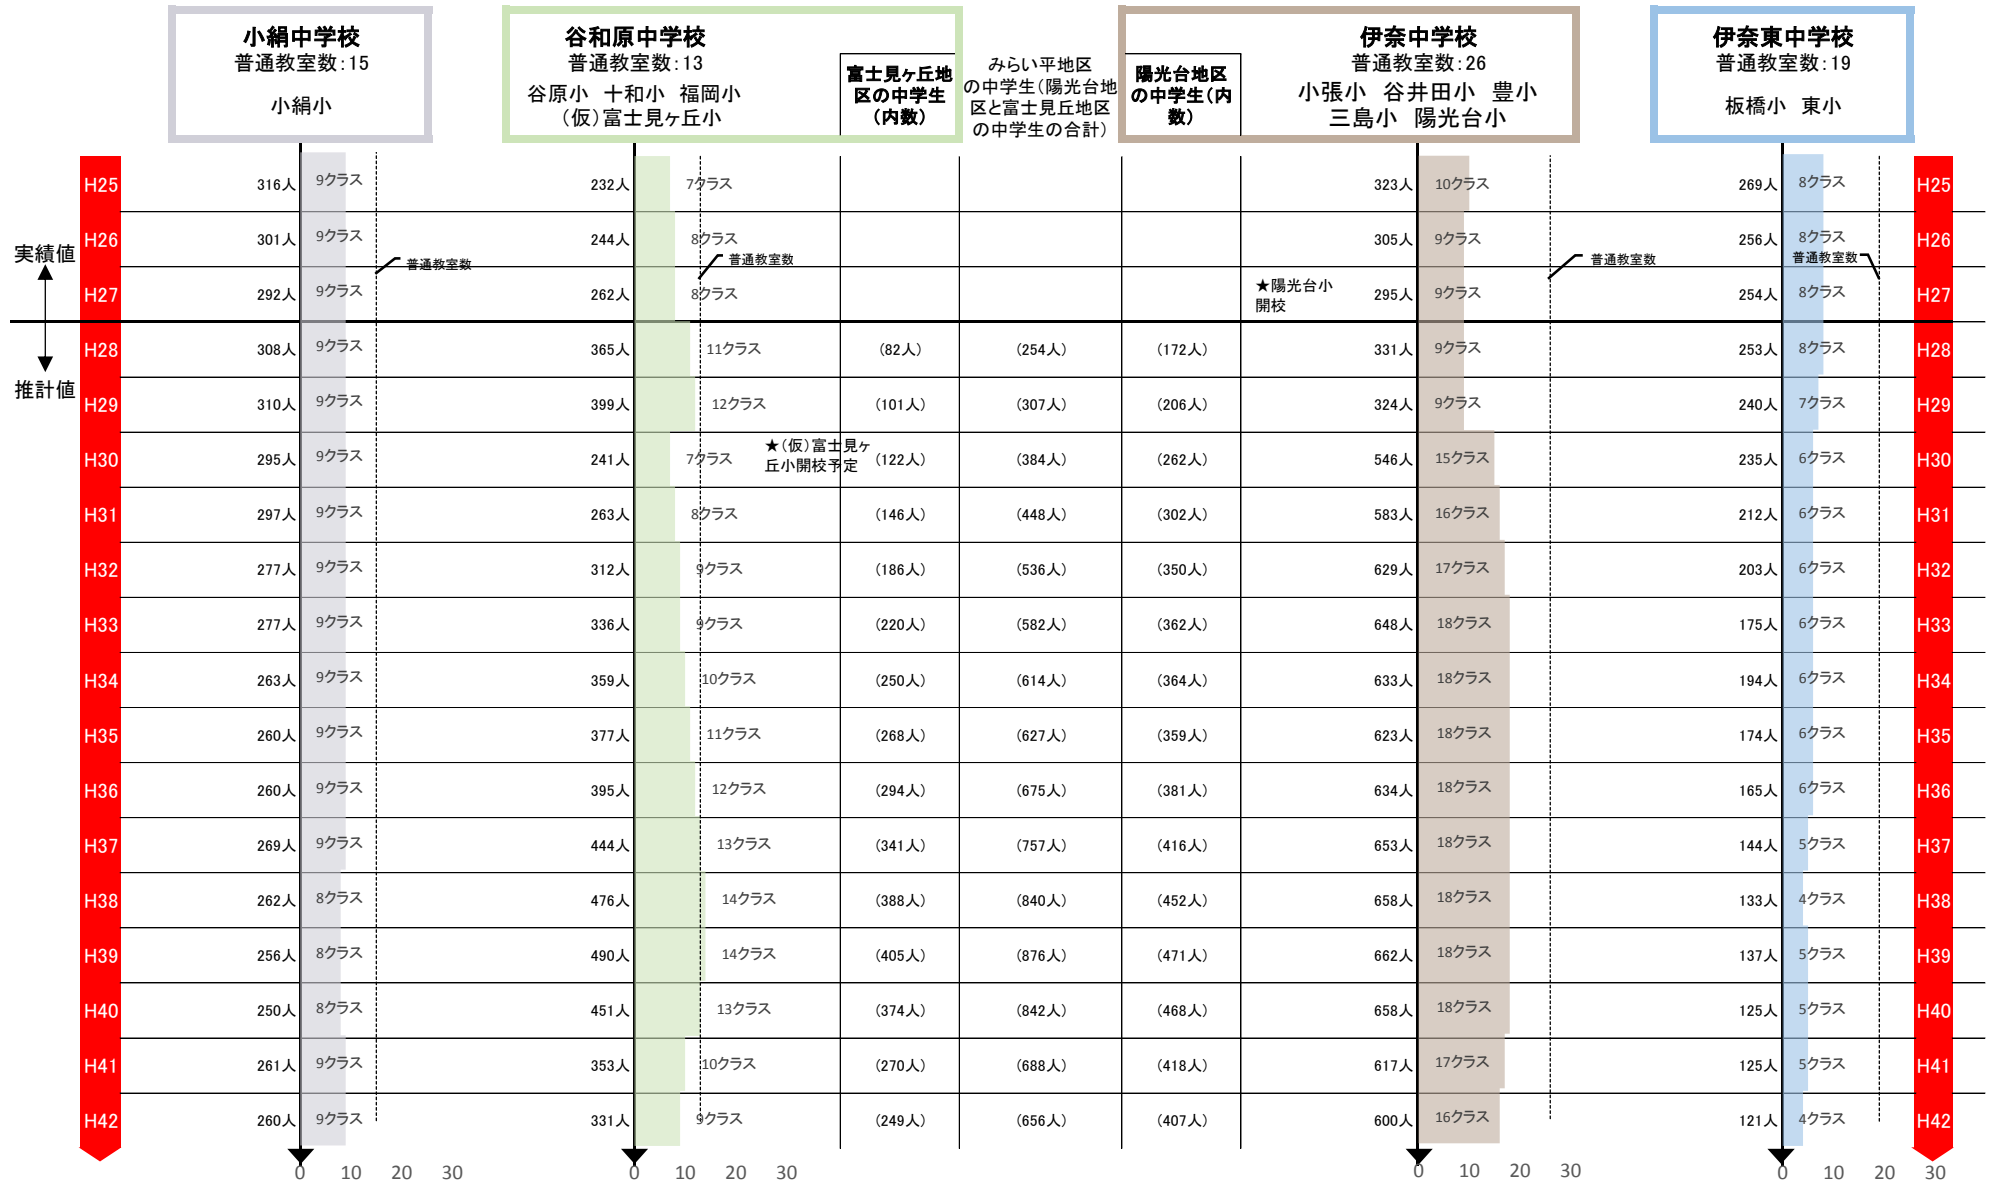 小絹中学校
普通教室数:15
小絹小
谷和原中学校
普通教室数:13
谷原小 十和小 福岡小
(仮)富士見ヶ丘小
富士見ヶ丘地
区の中学生
(内数)
みらい平地区
の中学生(陽光台地
区と富士見丘地区
の中学生の合計)
陽光台地区
の中学生(内
数)
伊奈中学校
普通教室数:26
小張小 谷井田小 豊小
三島小 陽光台小
伊奈東中学校
普通教室数:19
板橋小 東小
H25 316人 9クラス 232人 7クラス 323人 10クラス 269人 8クラス H25
H26 301人 9クラス 244人 8クラス 305人 9クラス 256人 8クラス H26
実績値
普通教室数 普通教室数 普通教室数 普通教室数
H27 292人 9クラス 262人 8クラス ★陽光台小 295人 9クラス 254人 8クラス H27
開校
H28 308人 9クラス 365人 11クラス (82人) (254人) (172人) 331人 9クラス 253人 8クラス H28
推計値
H29 310人 9クラス 399人 12クラス (101人) (307人) (206人) 324人 9クラス 240人 7クラス H29
★(仮)富士見ヶ
丘小開校予定
H30 295人 9クラス 241人 7クラス (122人) (384人) (262人) 546人 15クラス 235人 6クラス H30
H31 297人 9クラス 263人 8クラス (146人) (448人) (302人) 583人 16クラス 212人 6クラス H31
H32 277人 9クラス 312人 9クラス (186人) (536人) (350人) 629人 17クラス 203人 6クラス H32
H33 277人 9クラス 336人 9クラス (220人) (582人) (362人) 648人 18クラス 175人 6クラス H33
H34 263人 9クラス 359人 10クラス (250人) (614人) (364人) 633人 18クラス 194人 6クラス H34
H35 260人 9クラス 377人 11クラス (268人) (627人) (359人) 623人 18クラス 174人 6クラス H35
H36 260人 9クラス 395人 12クラス (294人) (675人) (381人) 634人 18クラス 165人 6クラス H36
H37 269人 9クラス 444人 13クラス (341人) (757人) (416人) 653人 18クラス 144人 5クラス H37
H38 262人 8クラス 476人 14クラス (388人) (840人) (452人) 658人 18クラス 133人 4クラス H38
H39 256人 8クラス 490人 14クラス (405人) (876人) (471人) 662人 18クラス 137人 5クラス H39
H40 250人 8クラス 451人 13クラス (374人) (842人) (468人) 658人 18クラス 125人 5クラス H40
H41 261人 9クラス 353人 10クラス (270人) (688人) (418人) 617人 17クラス 125人 5クラス H41
H42 260人 9クラス 331人 9クラス (249人) (656人) (407人) 600人 16クラス 121人 4クラス H42
0 10 20 30 0 10 20 30 0 10 20 30 0 10 20 30